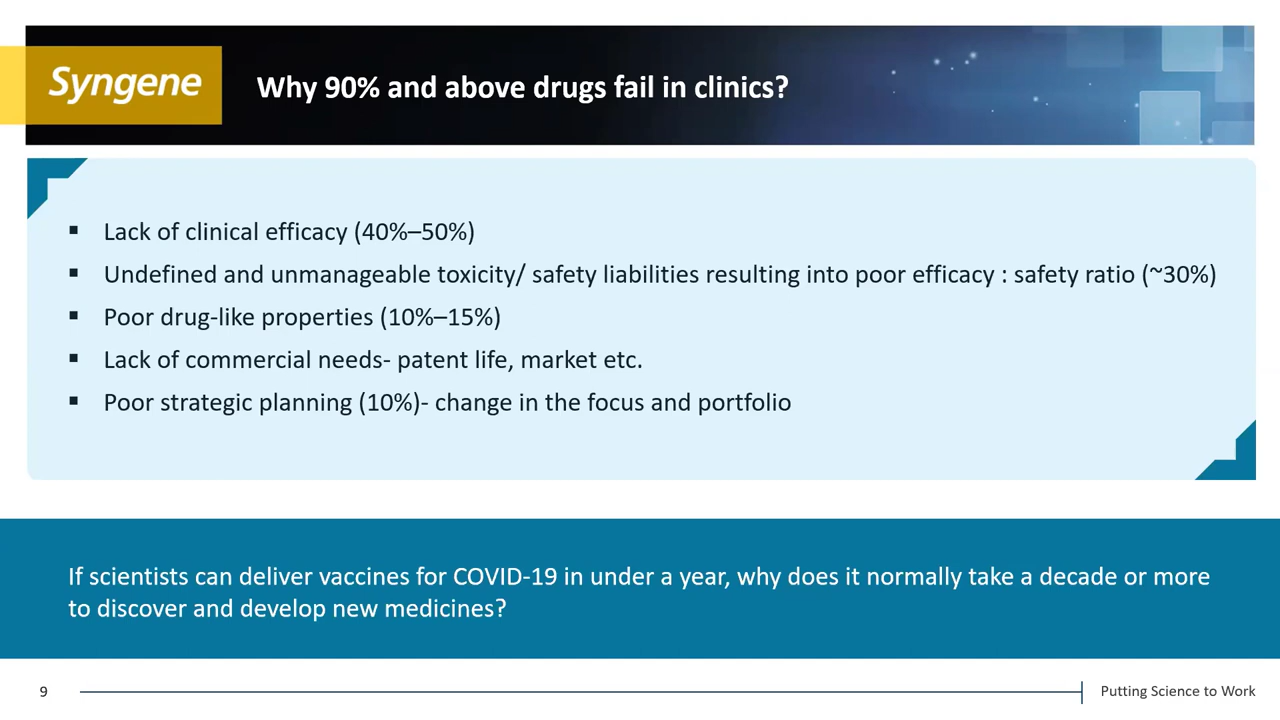 Syngene
Why 90% and above drugs fail in clinics?
▪ Lack of clinical efficacy (40%–50%)
▪ Undefined and unmanageable toxicity/ safety liabilities resulting into poor efficacy : safety ratio (~30%)
▪ Poor drug-like properties (10%–15%)
▪ Lack of commercial needs- patent life, market etc.
▪ Poor strategic planning (10%)- change in the focus and portfolio
If scientists can deliver vaccines for COVID-19 in under a year, why does it normally take a decade or more
to discover and develop new medicines?
9
Putting Science to Work